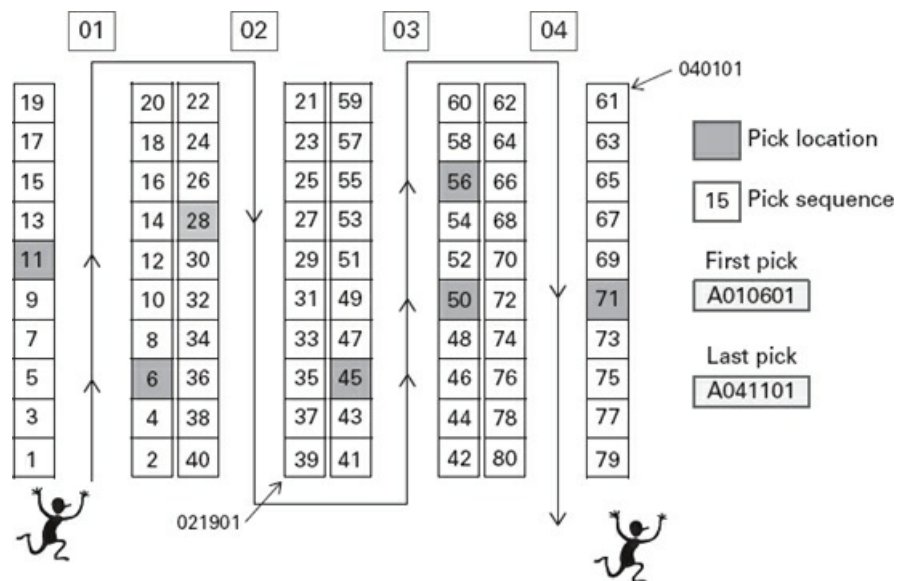 01 02 03 04
040101
19 20 22 21 59 60 62 61
17 18 24 23 57 58 64 63
15 16 26 25 55 56 66 65
13 14 28 27 53 54 68 67
11 12 30 29 51 52 70 69
9 10 32 31 49 50 72 71
7 8 34 33 47 48 74 73
5 6 36 35 45 46 76 75
3 4 38 37 43 44 78 77
1 2 40 39 41 42 80 79
021901
Pick location
15 Pick sequence
First pick
A010601
Last pick
A041101